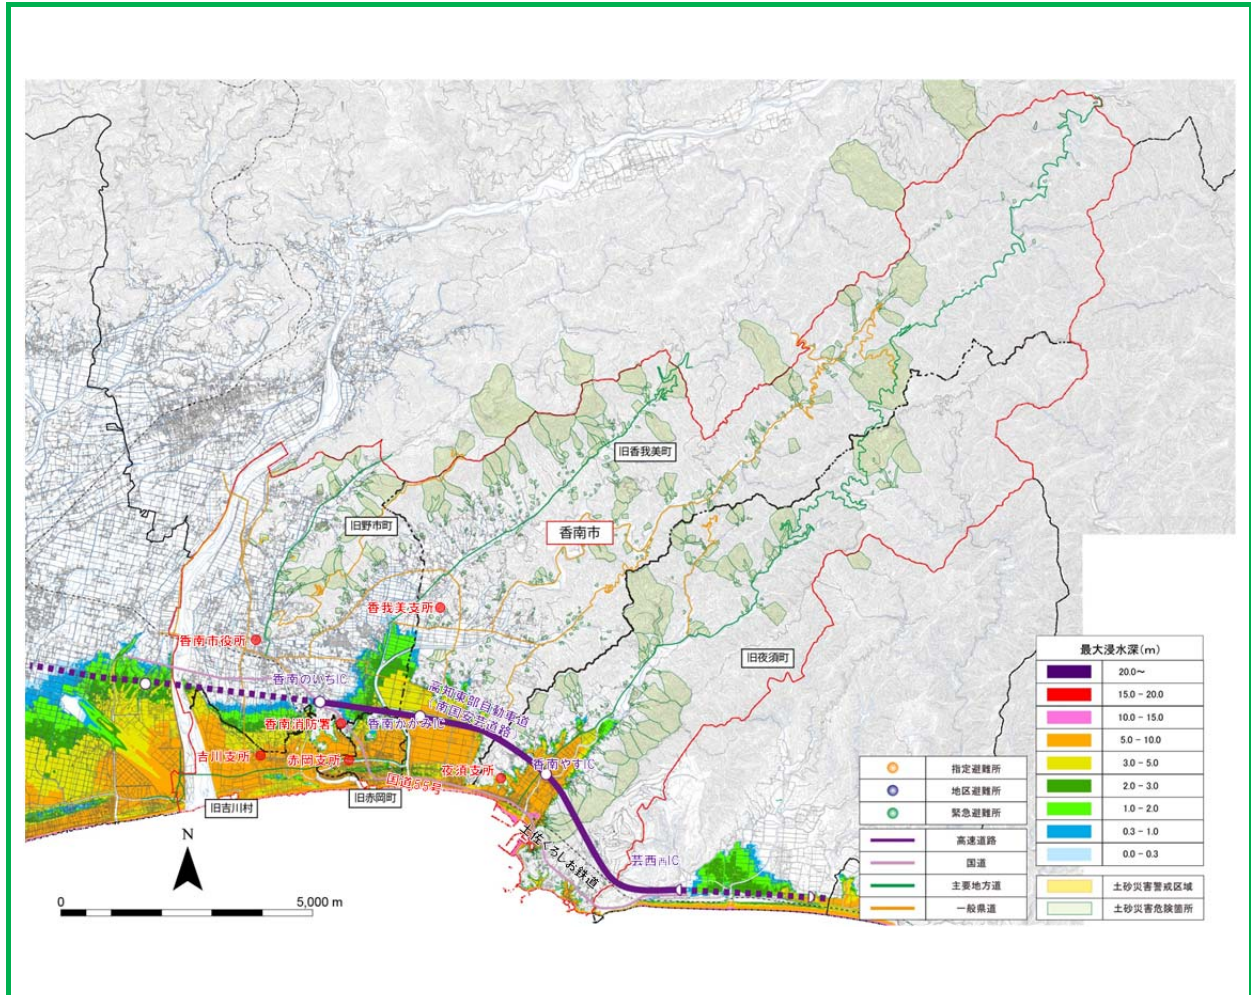 旧香我美町
旧野市町
香南市
香我美支所
香南市役所
旧夜須町
香南のいちIC
高知東部自動車道
（南国安芸道路）
香南消防署
香南かがみIC
吉川支所
赤岡支所
香南やすIC
夜須支所
国道55号
旧吉川村
旧赤岡町
土佐くろしお鉄道
芸西西IC
N
0
5,000 m
指定避難所
地区避難所
緊急避難所
高速道路
国道
主要地方道
一般県道
最大浸水深(m)
20.0～
15.0 - 20.0
10.0 - 15.0
5.0 - 10.0
3.0 - 5.0
2.0 - 3.0
1.0 - 2.0
0.3 - 1.0
0.0 - 0.3
土砂災害警戒区域
土砂災害危険箇所